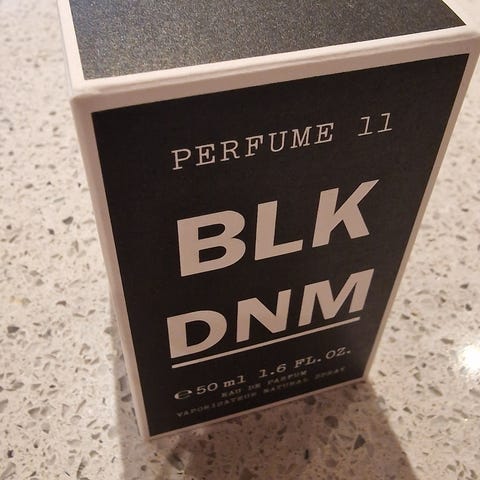 PERFUME 11
BLK
DNM
℮50 ml 1.6 FL. OZ.
EAU DE PARFUM
VAPORISATEUR NATURAL SPRAY